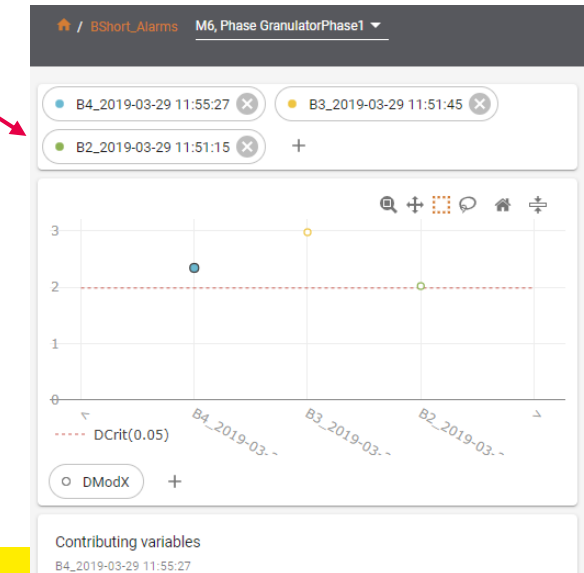 / BShort_Alarms M6, Phase GranulatorPhase1
B4_2019-03-29 11:55:27
B3_2019-03-29 11:51:45
B2_2019-03-29 11:51:15
+
3
2
1
0
<
B4_2019-03-..
B3_2019-03-..
B2_2019-03-..
>
DCrit(0.05)
DModX
+
Contributing variables
B4_2019-03-29 11:55:27